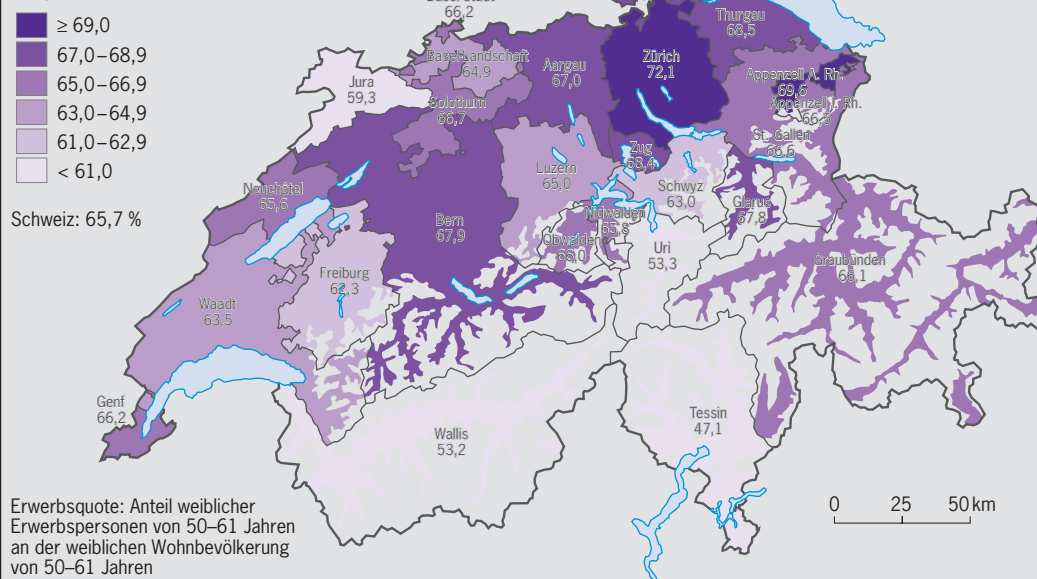 66,2
≥ 69,0
67,0–68,9
65,0–66,9
63,0–64,9
61,0–62,9
< 61,0
Schweiz: 65,7 %
Thurgau
68,5
Basel-Landschaft
64,9
Aargau
67,0
Zürich
72,1
Jura
59,3
Appenzell A. Rh.
69,6
Solothurn
66,7
Appenzell I. Rh.
66,5
St. Gallen
66,6
Zug
68,4
Luzern
65,0
Schwyz
63,0
Neuchâtel
65,6
Glarus
67,8
Nidwalden
65,8
Bern
67,9
Obwalden
Uri
53,3
Graubünden
66,1
Freiburg
62,3
Waadt
63.5
Genf
66,2
Tessin
47,1
Wallis
53,2
0 25 50 km
Erwerbsquote: Anteil weiblicher
Erwerbspersonen von 50–61 Jahren
an der weiblichen Wohnbevölkerung
von 50–61 Jahren